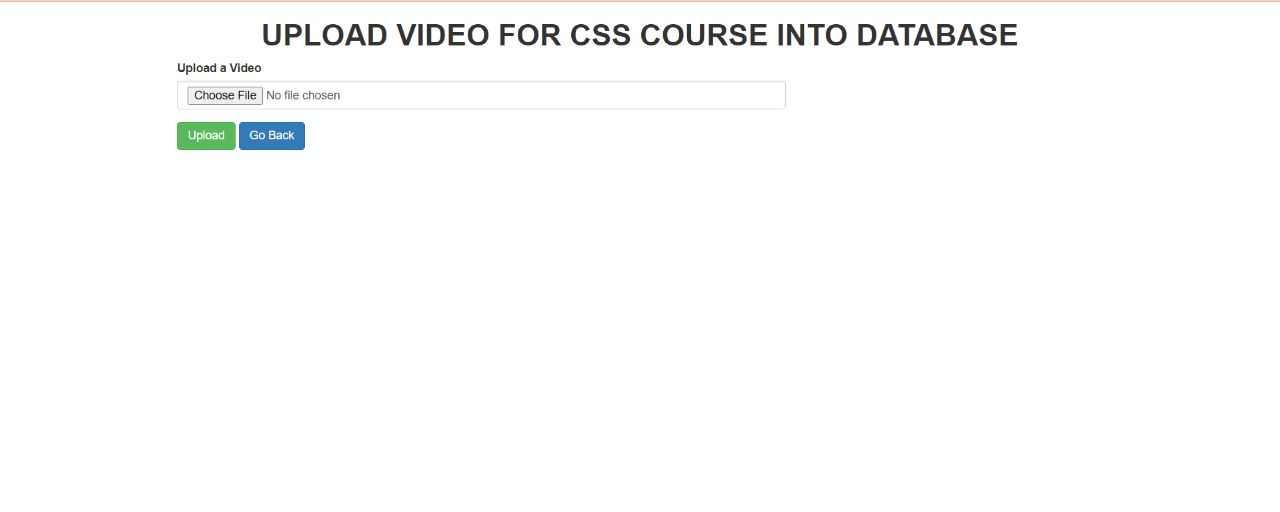 UPLOAD VIDEO FOR CSS COURSE INTO DATABASE
Upload a Video
Choose File No file chosen
Upload Go Back